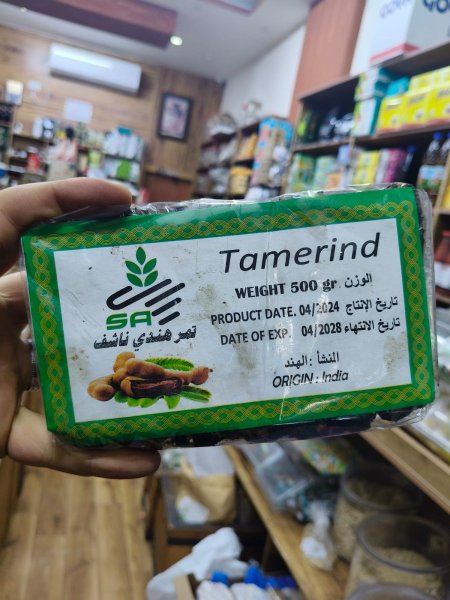 Tamerind
WEIGHT 500 gr. الوزن
PRODUCT DATE. 04/2024 تاريخ الإنتاج
DATE OF EXP. 04/2028 تاريخ الانتهاء
المنشأ : الهند
ORIGIN : India
SA
تمر هندي ناشف